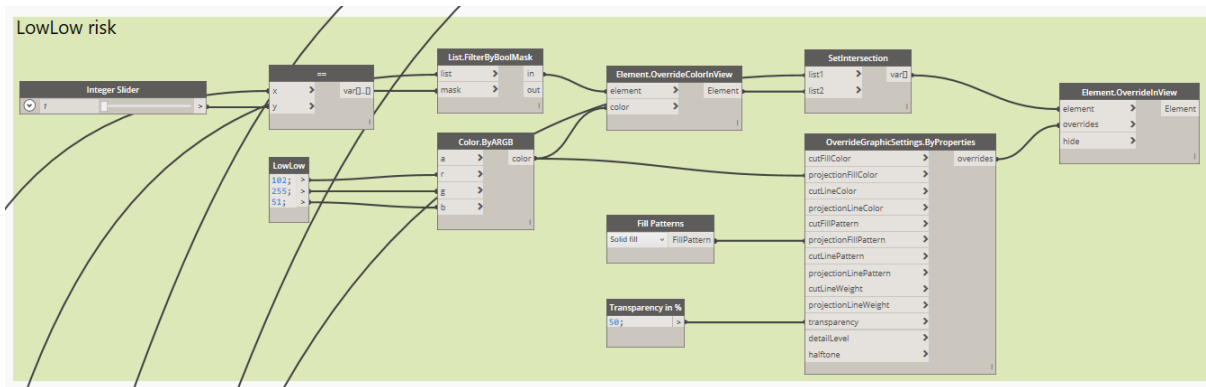 LowLow risk
Integer Slider
1
>
==
x > var[]..[]
y >
List.FilterByBoolMask
list > in
mask > out
Element.OverrideColorInView
element > Element
color >
SetIntersection
list1 > var[]
list2 >
Element.OverrideInView
element > Element
overrides >
hide >
LowLow
102; >
255; >
51; >
Color.ByARGB
a > color
r >
g >
b >
Fill Patterns
Solid fill FillPattern
Transparency in %
50; >
OverrideGraphicSettings.ByProperties
cutFillColor > overrides
projectionFillColor >
cutLineColor >
projectionLineColor >
cutFillPattern >
projectionFillPattern >
cutLinePattern >
projectionLinePattern >
cutLineWeight >
projectionLineWeight >
transparency >
detailLevel >
halftone >